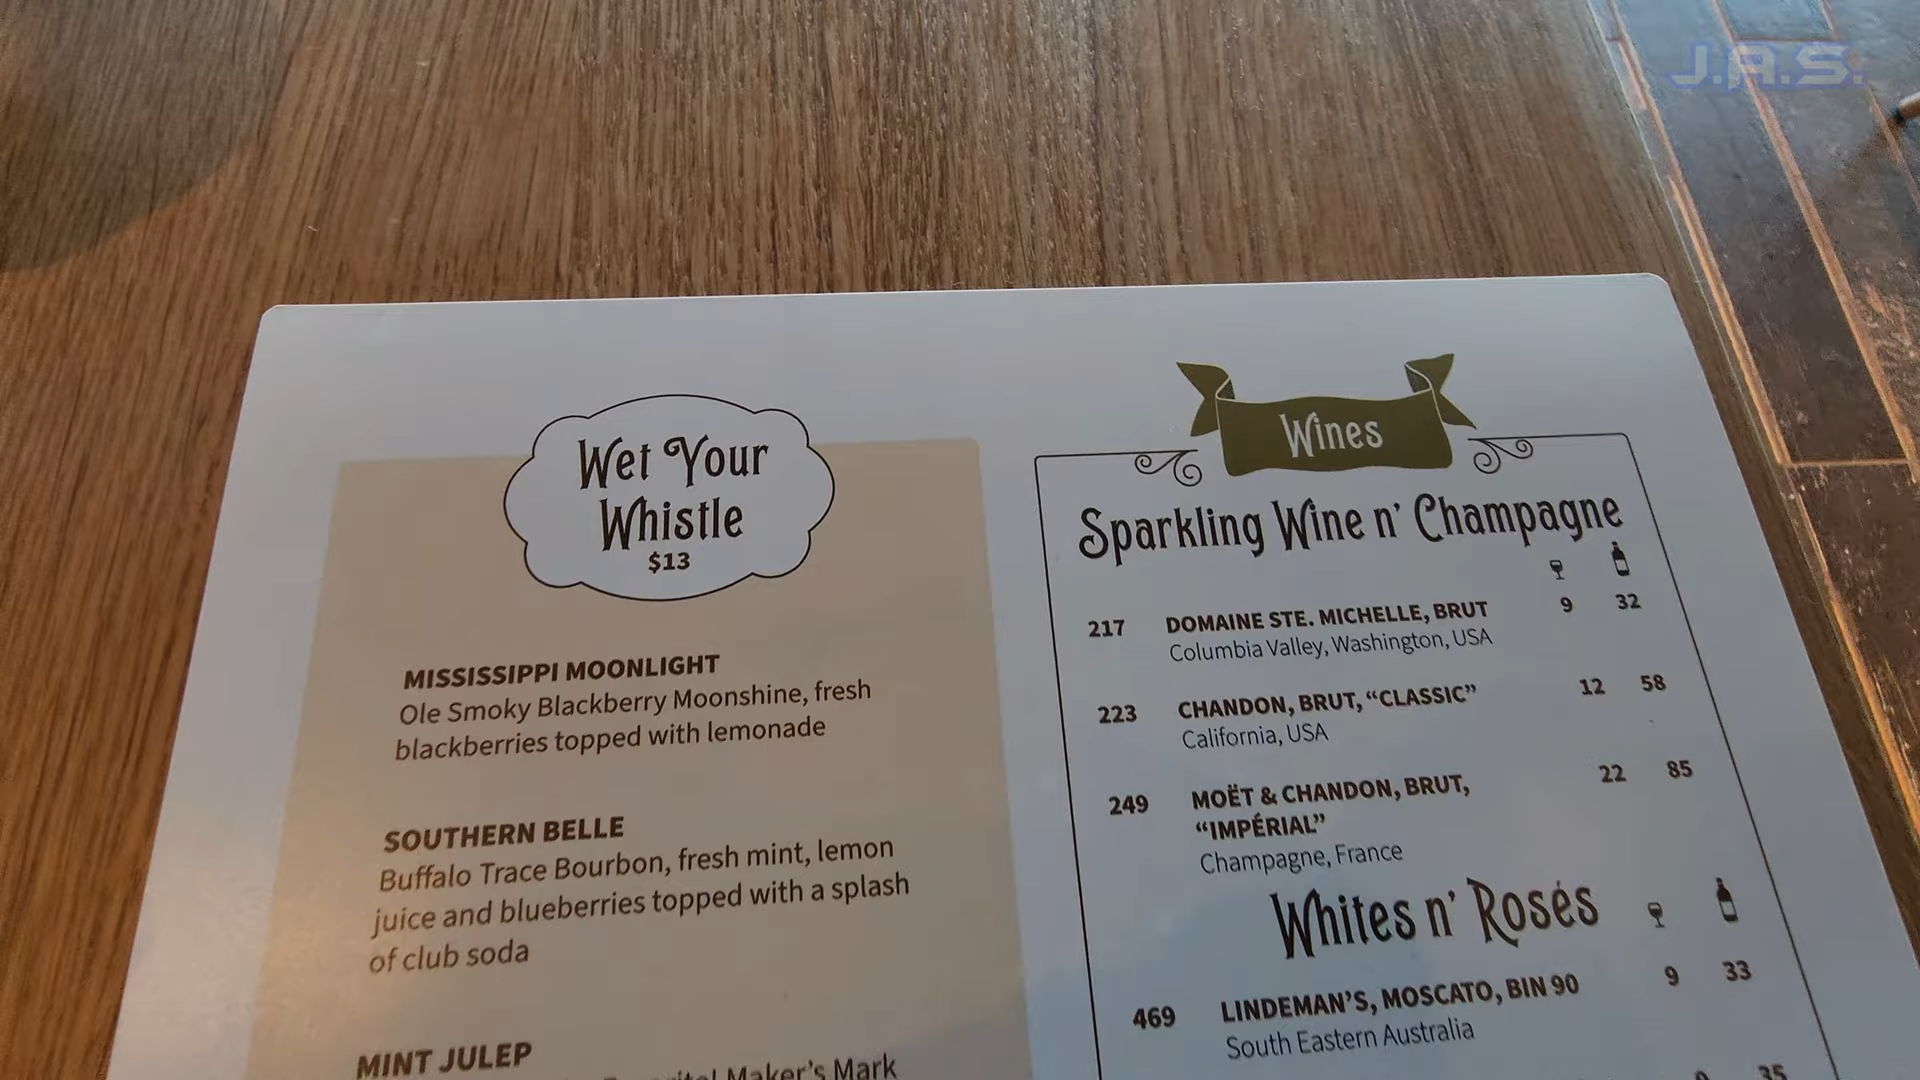 J.A.S.
Wet Your
Whistle
$13
MISSISSIPPI MOONLIGHT
Ole Smoky Blackberry Moonshine, fresh
blackberries topped with lemonade
SOUTHERN BELLE
Buffalo Trace Bourbon, fresh mint, lemon
juice and blueberries topped with a splash
of club soda
MINT JULEP
Maker's Mark
Wines
Sparkling Wine n' Champagne
217 DOMAINE STE. MICHELLE, BRUT 9 32
Columbia Valley, Washington, USA
223 CHANDON, BRUT, “CLASSIC” 12 58
California, USA
249 MOËT & CHANDON, BRUT, 22 85
“IMPÉRIAL”
Champagne, France
Whites n' Rosés
469 LINDEMAN'S, MOSCATO, BIN 90 9 33
South Eastern Australia
35